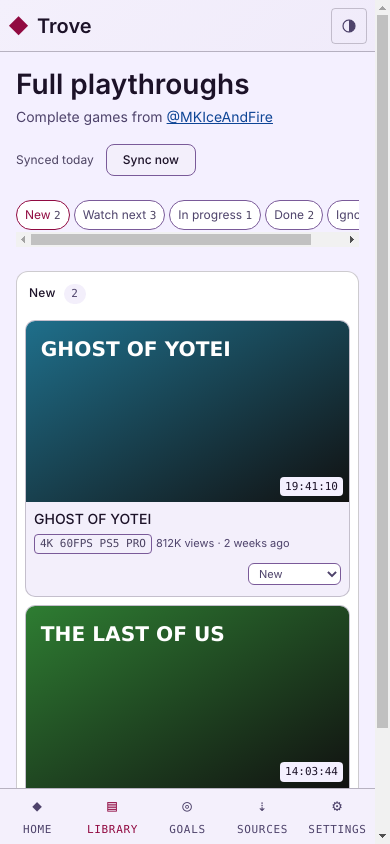 Trove
Full playthroughs
Complete games from @MKIceAndFire
Synced today
Sync now
New 2
Watch next 3
In progress 1
Done 2
Igno
New 2
GHOST OF YOTEI
19:41:10
GHOST OF YOTEI
4K 60FPS PS5 PRO
812K views · 2 weeks ago
New
THE LAST OF US
14:03:44
HOME
LIBRARY
GOALS
SOURCES
SETTINGS